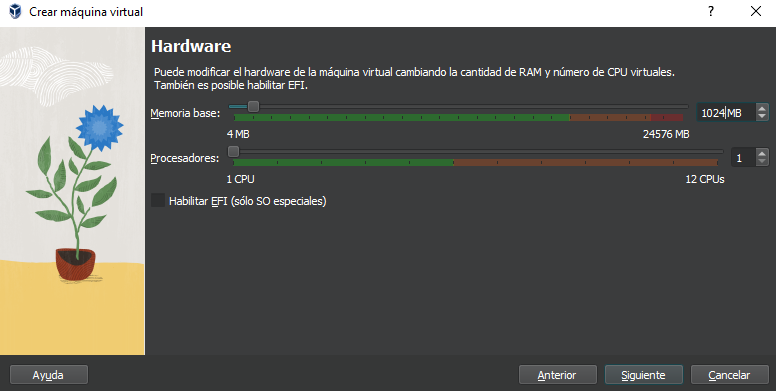 Crear máquina virtual
Hardware
Puede modificar el hardware de la máquina virtual cambiando la cantidad de RAM y número de CPU virtuales.
También es posible habilitar EFI.
Memoria base:
1024 MB
4 MB
24576 MB
Procesadores:
1
1 CPU
12 CPUs
Habilitar EFI (sólo SO especiales)
Ayuda
Anterior
Siguiente
Cancelar